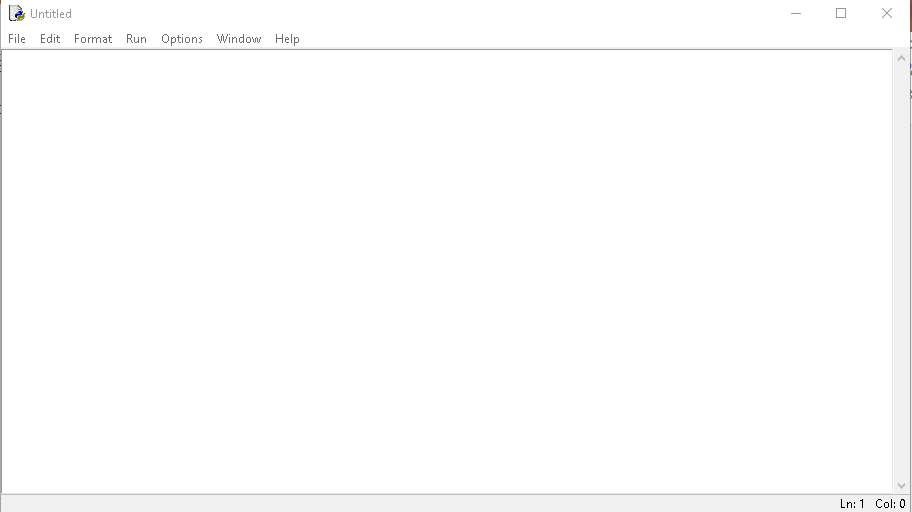 Untitled
File Edit Format Run Options Window Help
Ln: 1 Col: 0